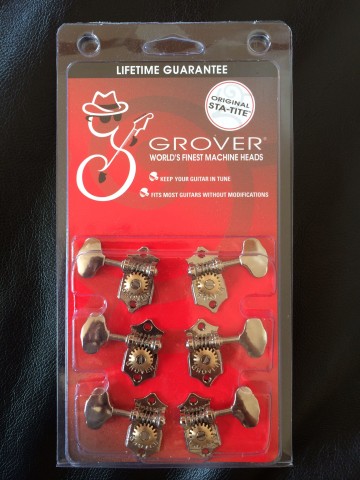 LIFETIME GUARANTEE
ORIGINAL
STA-TITE™
GROVER®
WORLD'S FINEST MACHINE HEADS
KEEP YOUR GUITAR IN TUNE
FITS MOST GUITARS WITHOUT MODIFICATIONS